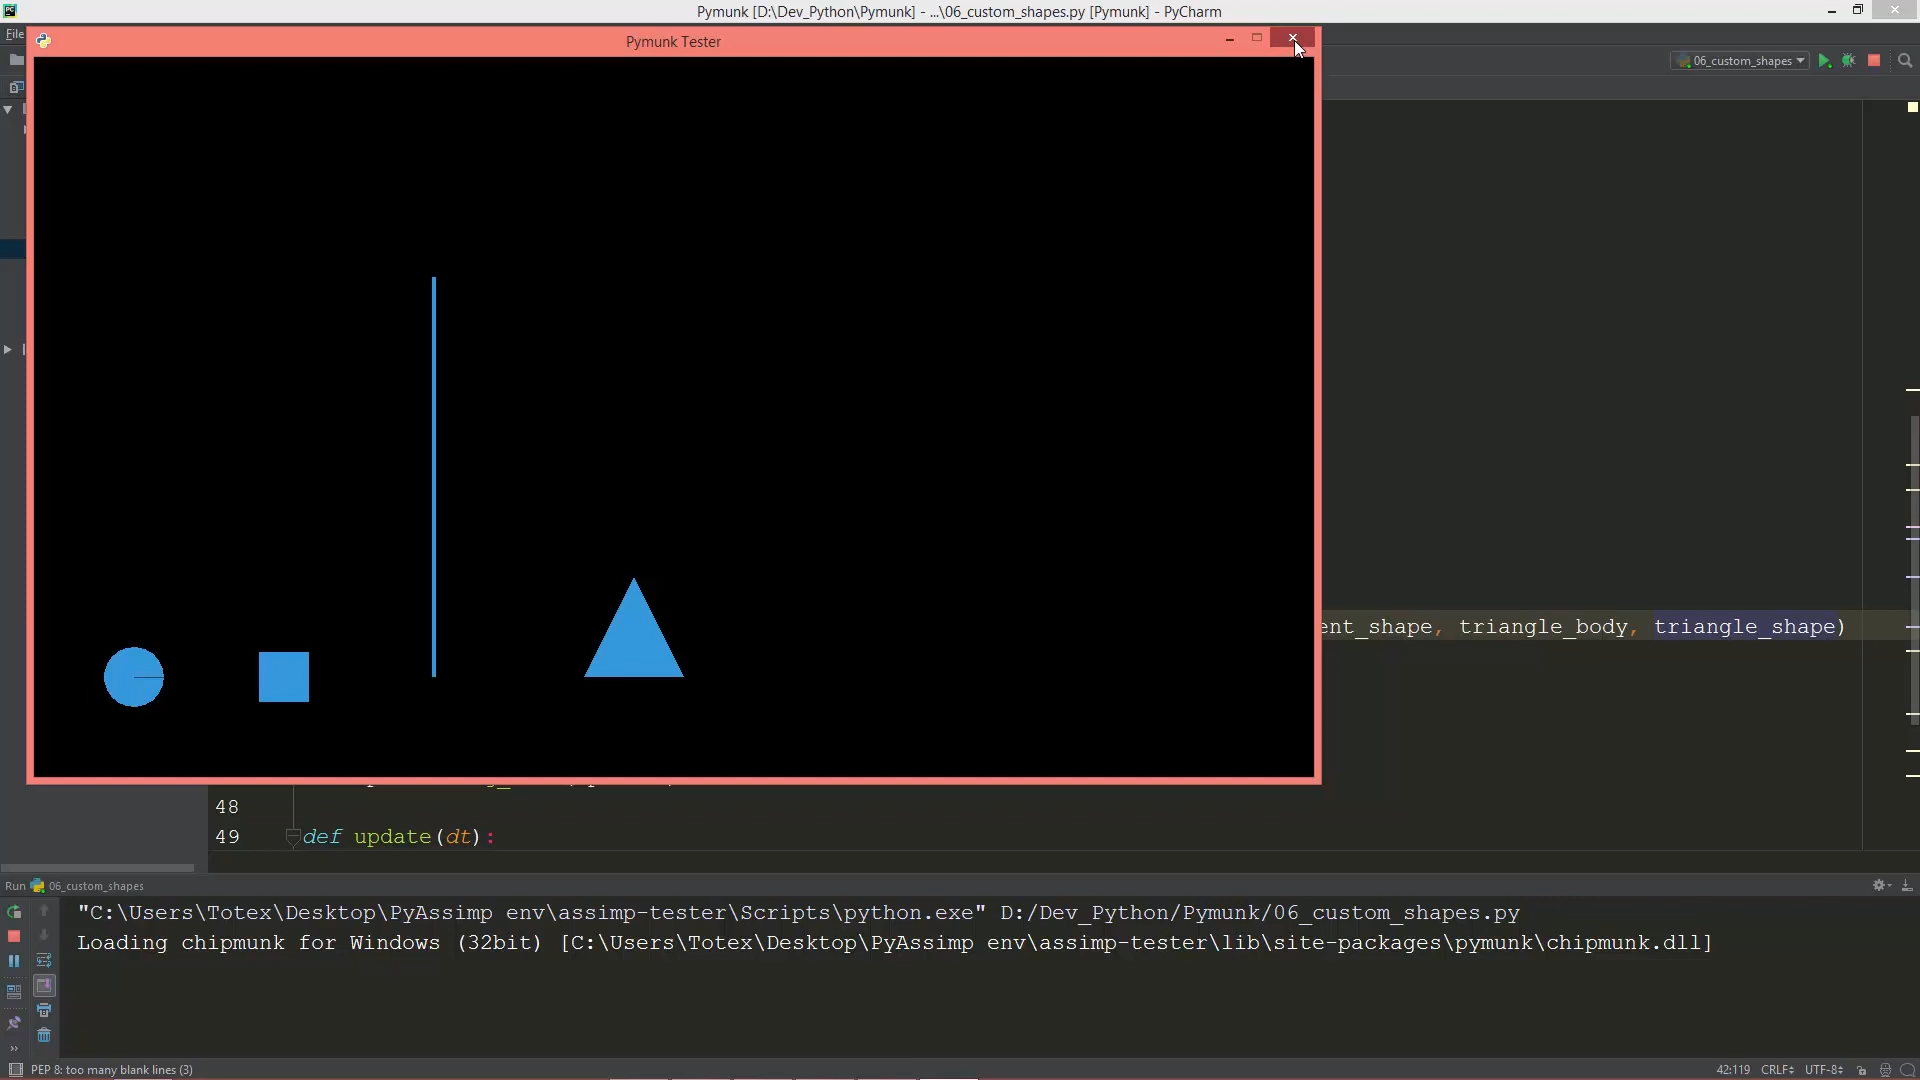 Pymunk [D:\Dev_Python\Pymunk] - ...\06_custom_shapes.py [Pymunk] - PyCharm
File
Pymunk Tester
06_custom_shapes
ent_shape, triangle_body, triangle_shape)
48
49 def update(dt):
Run 06_custom_shapes
"C:\Users\Totex\Desktop\PyAssimp env\assimp-tester\Scripts\python.exe" D:/Dev_Python/Pymunk/06_custom_shapes.py
Loading chipmunk for Windows (32bit) [C:\Users\Totex\Desktop\PyAssimp env\assimp-tester\lib\site-packages\pymunk\chipmunk.dll]
PEP 8: too many blank lines (3)
42:119 CRLF UTF-8